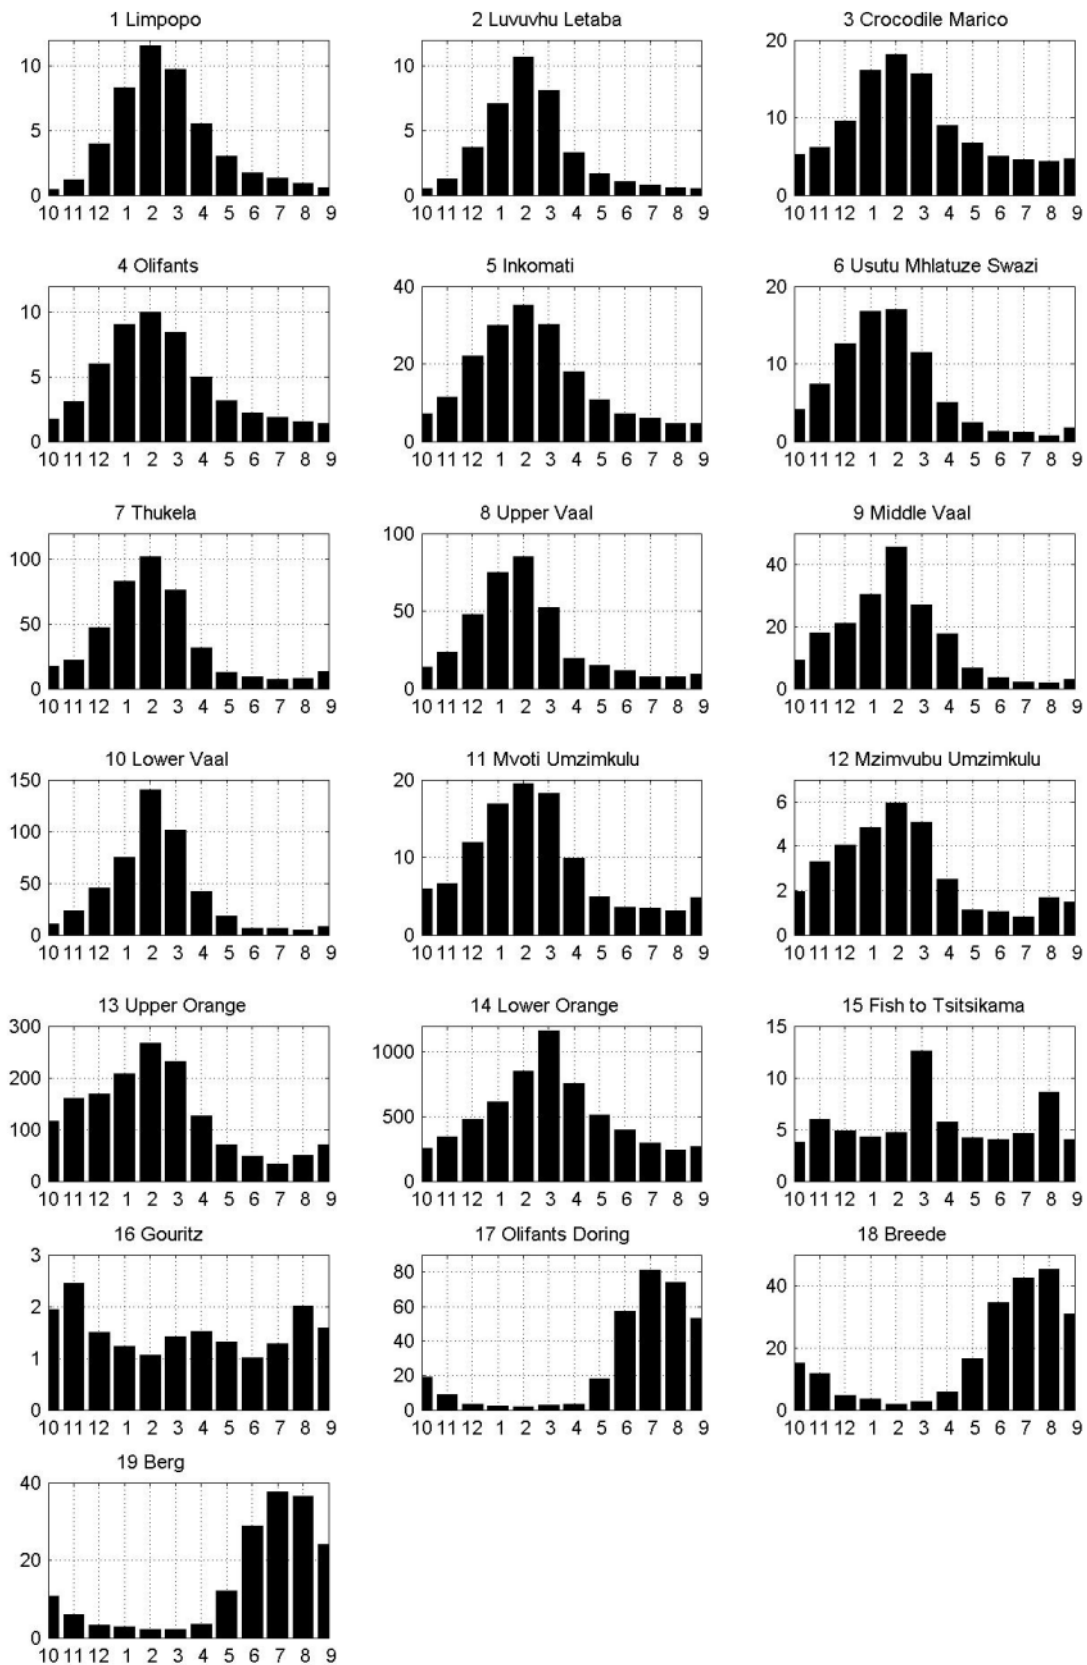 1 Limpopo
10
5
0
10 11 12 1 2 3 4 5 6 7 8 9
2 Luvuvhu Letaba
10
5
0
10 11 12 1 2 3 4 5 6 7 8 9
3 Crocodile Marico
20
10
0
10 11 12 1 2 3 4 5 6 7 8 9
4 Olifants
10
5
0
10 11 12 1 2 3 4 5 6 7 8 9
5 Inkomati
40
20
0
10 11 12 1 2 3 4 5 6 7 8 9
6 Usutu Mhlatuze Swazi
20
10
0
10 11 12 1 2 3 4 5 6 7 8 9
7 Thukela
100
50
0
10 11 12 1 2 3 4 5 6 7 8 9
8 Upper Vaal
100
50
0
10 11 12 1 2 3 4 5 6 7 8 9
9 Middle Vaal
40
20
0
10 11 12 1 2 3 4 5 6 7 8 9
10 Lower Vaal
150
100
50
0
10 11 12 1 2 3 4 5 6 7 8 9
11 Mvoti Umzimkulu
20
10
0
10 11 12 1 2 3 4 5 6 7 8 9
12 Mzimvubu Umzimkulu
6
4
2
0
10 11 12 1 2 3 4 5 6 7 8 9
13 Upper Orange
300
200
100
0
10 11 12 1 2 3 4 5 6 7 8 9
14 Lower Orange
1000
500
0
10 11 12 1 2 3 4 5 6 7 8 9
15 Fish to Tsitsikama
15
10
5
0
10 11 12 1 2 3 4 5 6 7 8 9
16 Gouritz
3
2
1
0
10 11 12 1 2 3 4 5 6 7 8 9
17 Olifants Doring
80
60
40
20
0
10 11 12 1 2 3 4 5 6 7 8 9
18 Breede
40
20
0
10 11 12 1 2 3 4 5 6 7 8 9
19 Berg
40
20
0
10 11 12 1 2 3 4 5 6 7 8 9